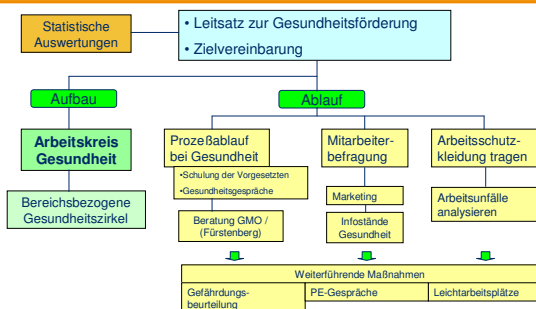 Statistische
Auswertungen
• Leitsatz zur Gesundheitsförderung
• Zielvereinbarung
Aufbau
Ablauf
Arbeitskreis
Gesundheit
Prozeßablauf
bei Gesundheit
Mitarbeiter-
befragung
Arbeitsschutz-
kleidung tragen
•Schulung der Vorgesetzten
•Gesundheitsgespräche
Bereichsbezogene
Gesundheitszirkel
Marketing
Arbeitsunfälle
analysieren
Beratung GMO /
(Fürstenberg)
Infostände
Gesundheit
Weiterführende Maßnahmen
Gefährdungs-
beurteilung
PE-Gespräche
Leichtarbeitsplätze